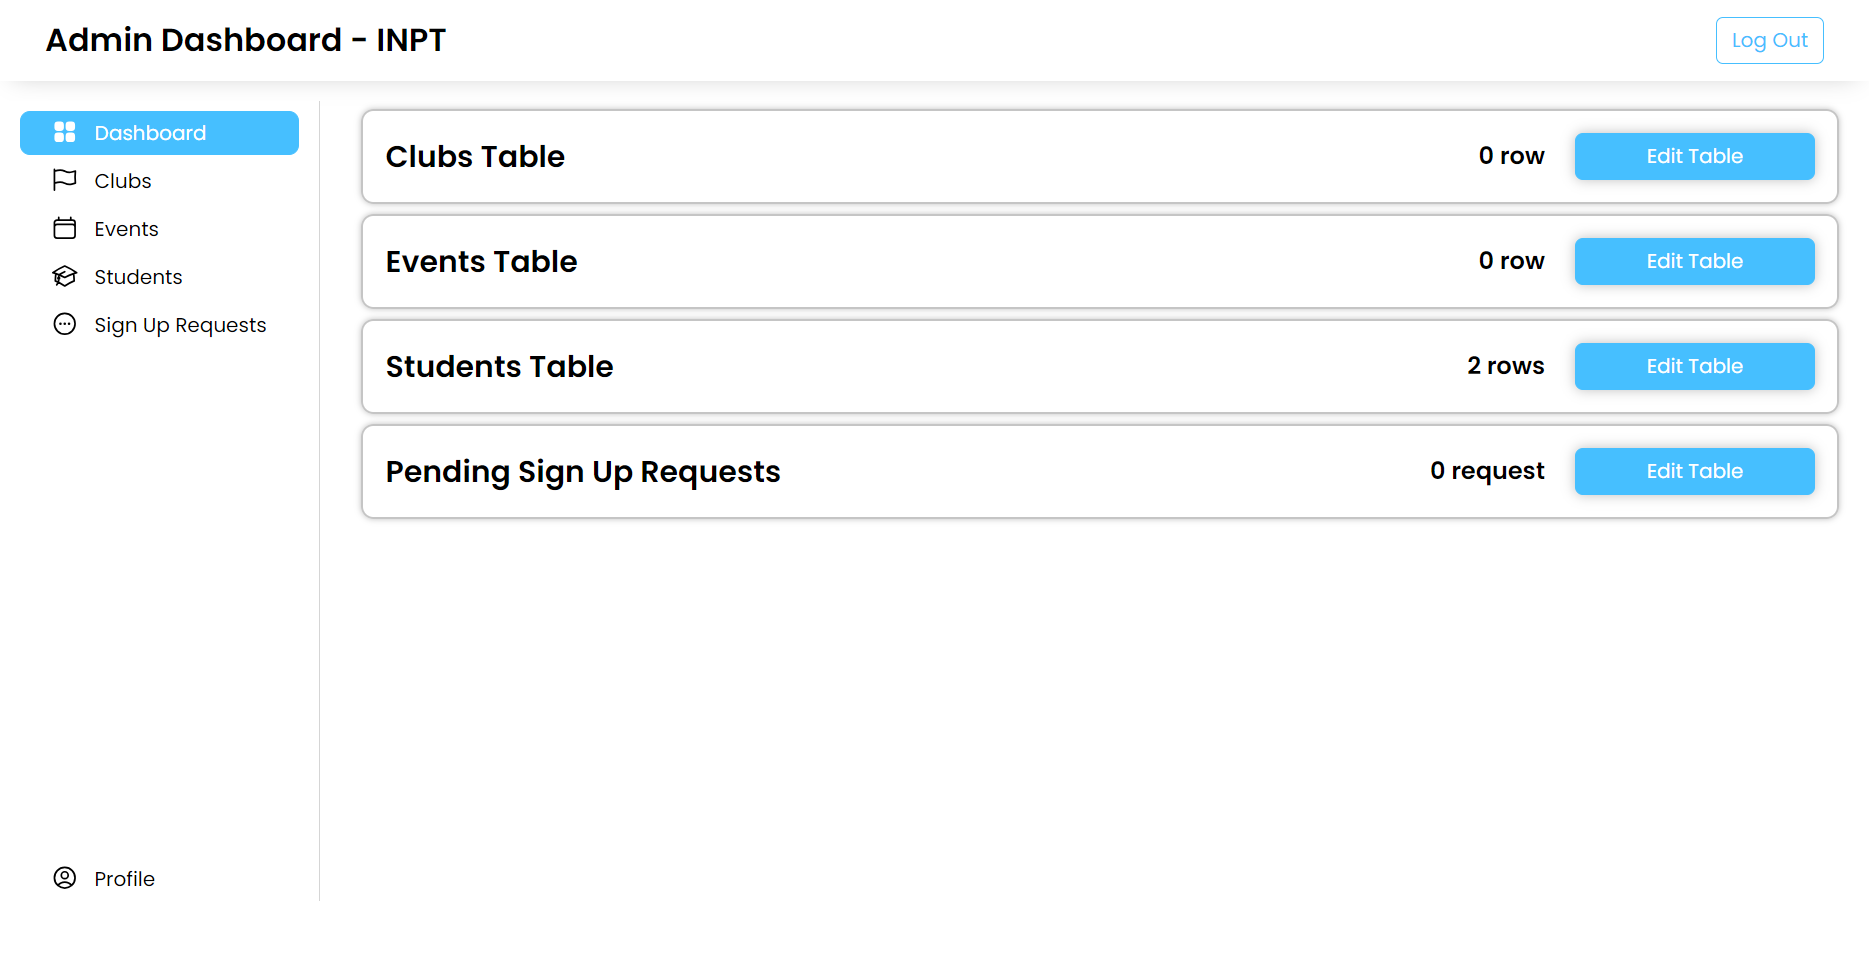 Admin Dashboard - INPT
Log Out
Dashboard
Clubs
Events
Students
Sign Up Requests
Profile
Clubs Table
0 row
Edit Table
Events Table
0 row
Edit Table
Students Table
2 rows
Edit Table
Pending Sign Up Requests
0 request
Edit Table